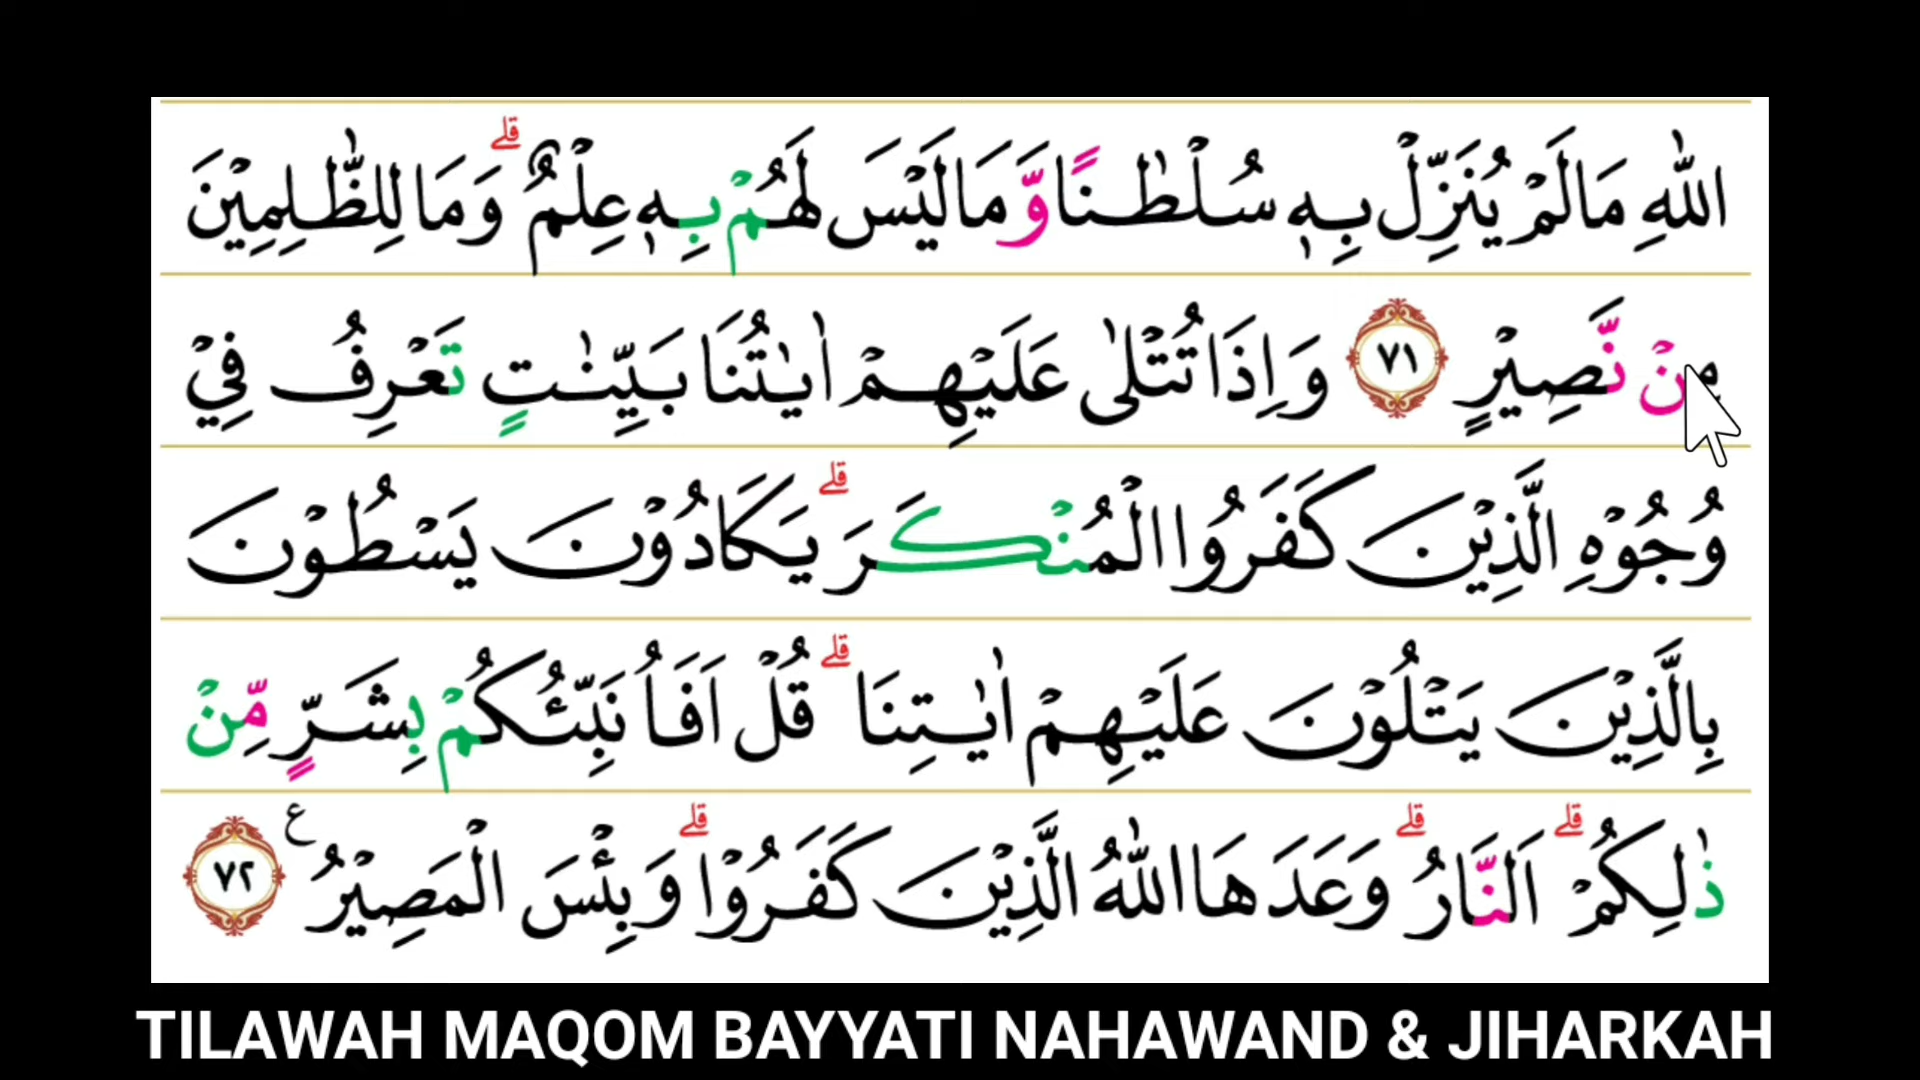 اللّٰهِ مَا لَمْ يُنَزِّلْ بِهٖ سُلْطٰنًا وَّمَا لَيْسَ لَهُمْ بِهٖ عِلْمٌ ۗ وَمَا لِلظّٰلِمِيْنَ
مِنْ نَّصِيْرٍ ٧١ وَاِذَا تُتْلٰى عَلَيْهِمْ اٰيٰتُنَا بَيِّنٰتٍ تَعْرِفُ فِيْ
وُجُوْهِ الَّذِيْنَ كَفَرُوا الْمُنْكَرَ ۗ يَكَادُوْنَ يَسْطُوْنَ
بِالَّذِيْنَ يَتْلُوْنَ عَلَيْهِمْ اٰيٰتِنَا ۗ قُلْ اَفَاُنَبِّئُكُمْ بِشَرٍّ مِّنْ
ذٰلِكُمْ ۗ اَلنَّارُ ۗ وَعَدَهَا اللّٰهُ الَّذِيْنَ كَفَرُوْا ۗ وَبِئْسَ الْمَصِيْرُ ع ٧٢
TILAWAH MAQOM BAYYATI NAHAWAND & JIHARKAH